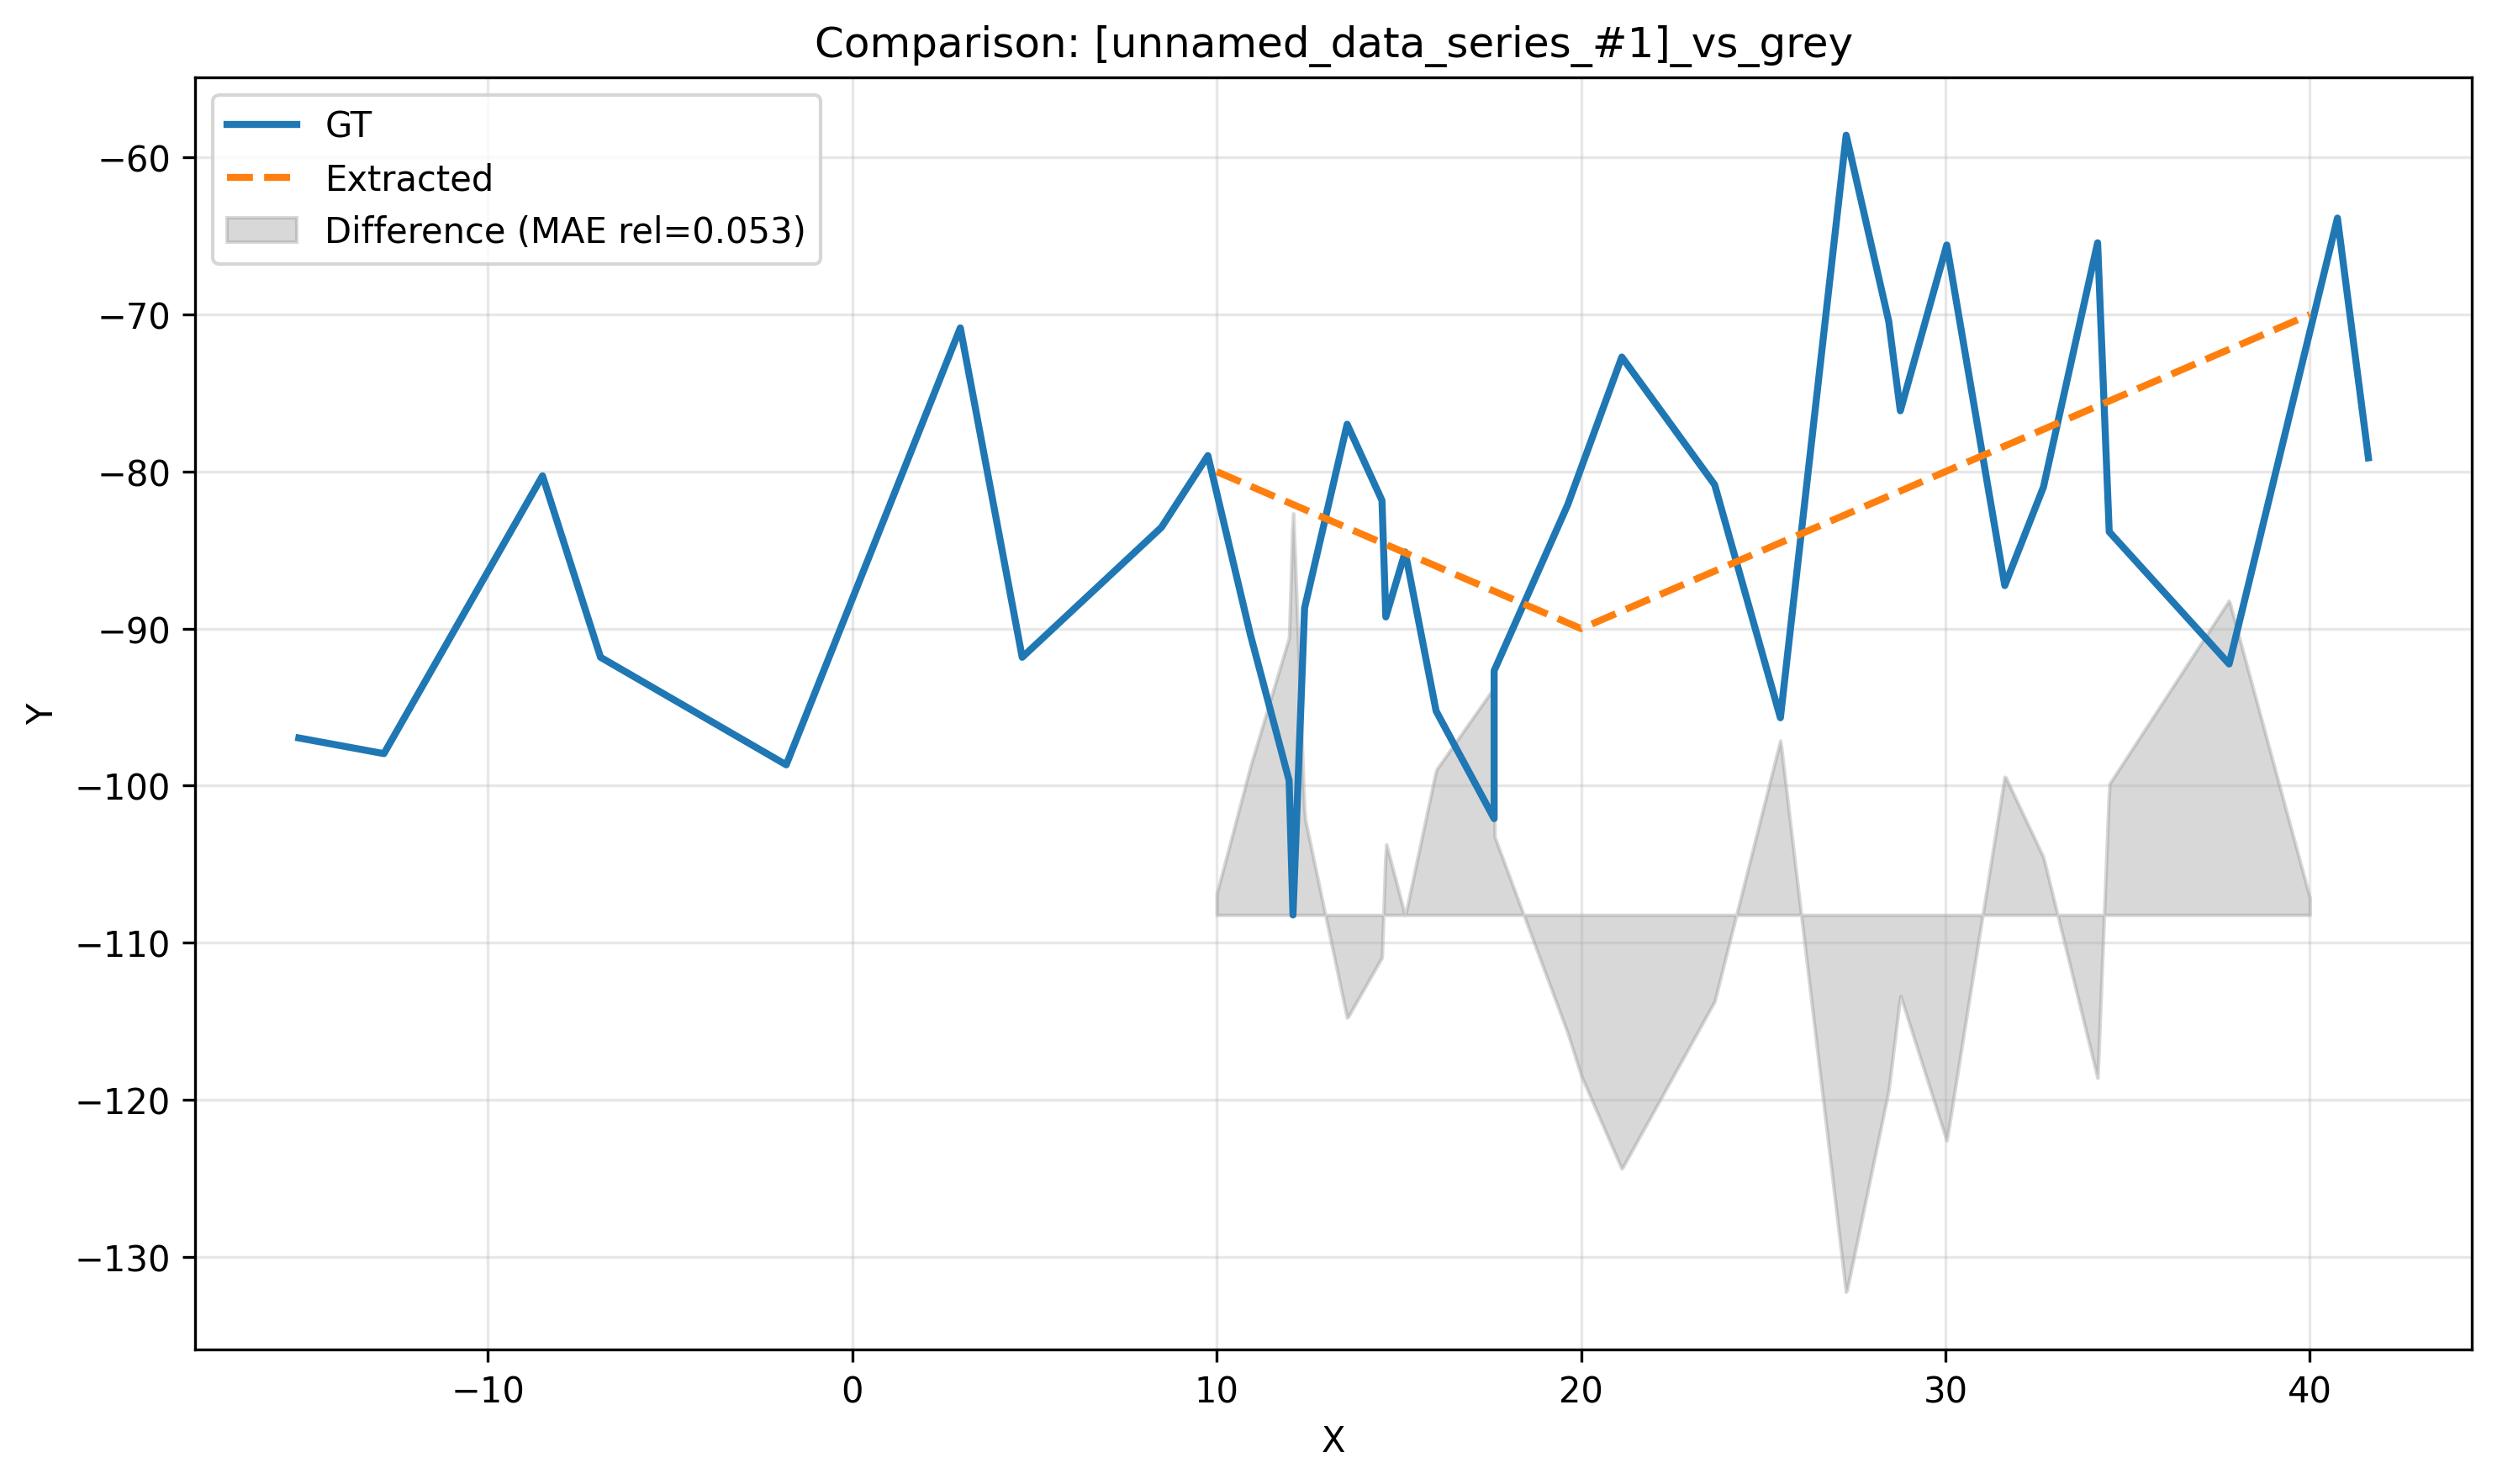 Comparison: [unnamed_data_series_#1]_vs_grey
GT
Extracted
Difference (MAE rel=0.053)
−60
−70
−80
−90
−100
−110
−120
−130
Y
−10 0 10 20 30 40
X